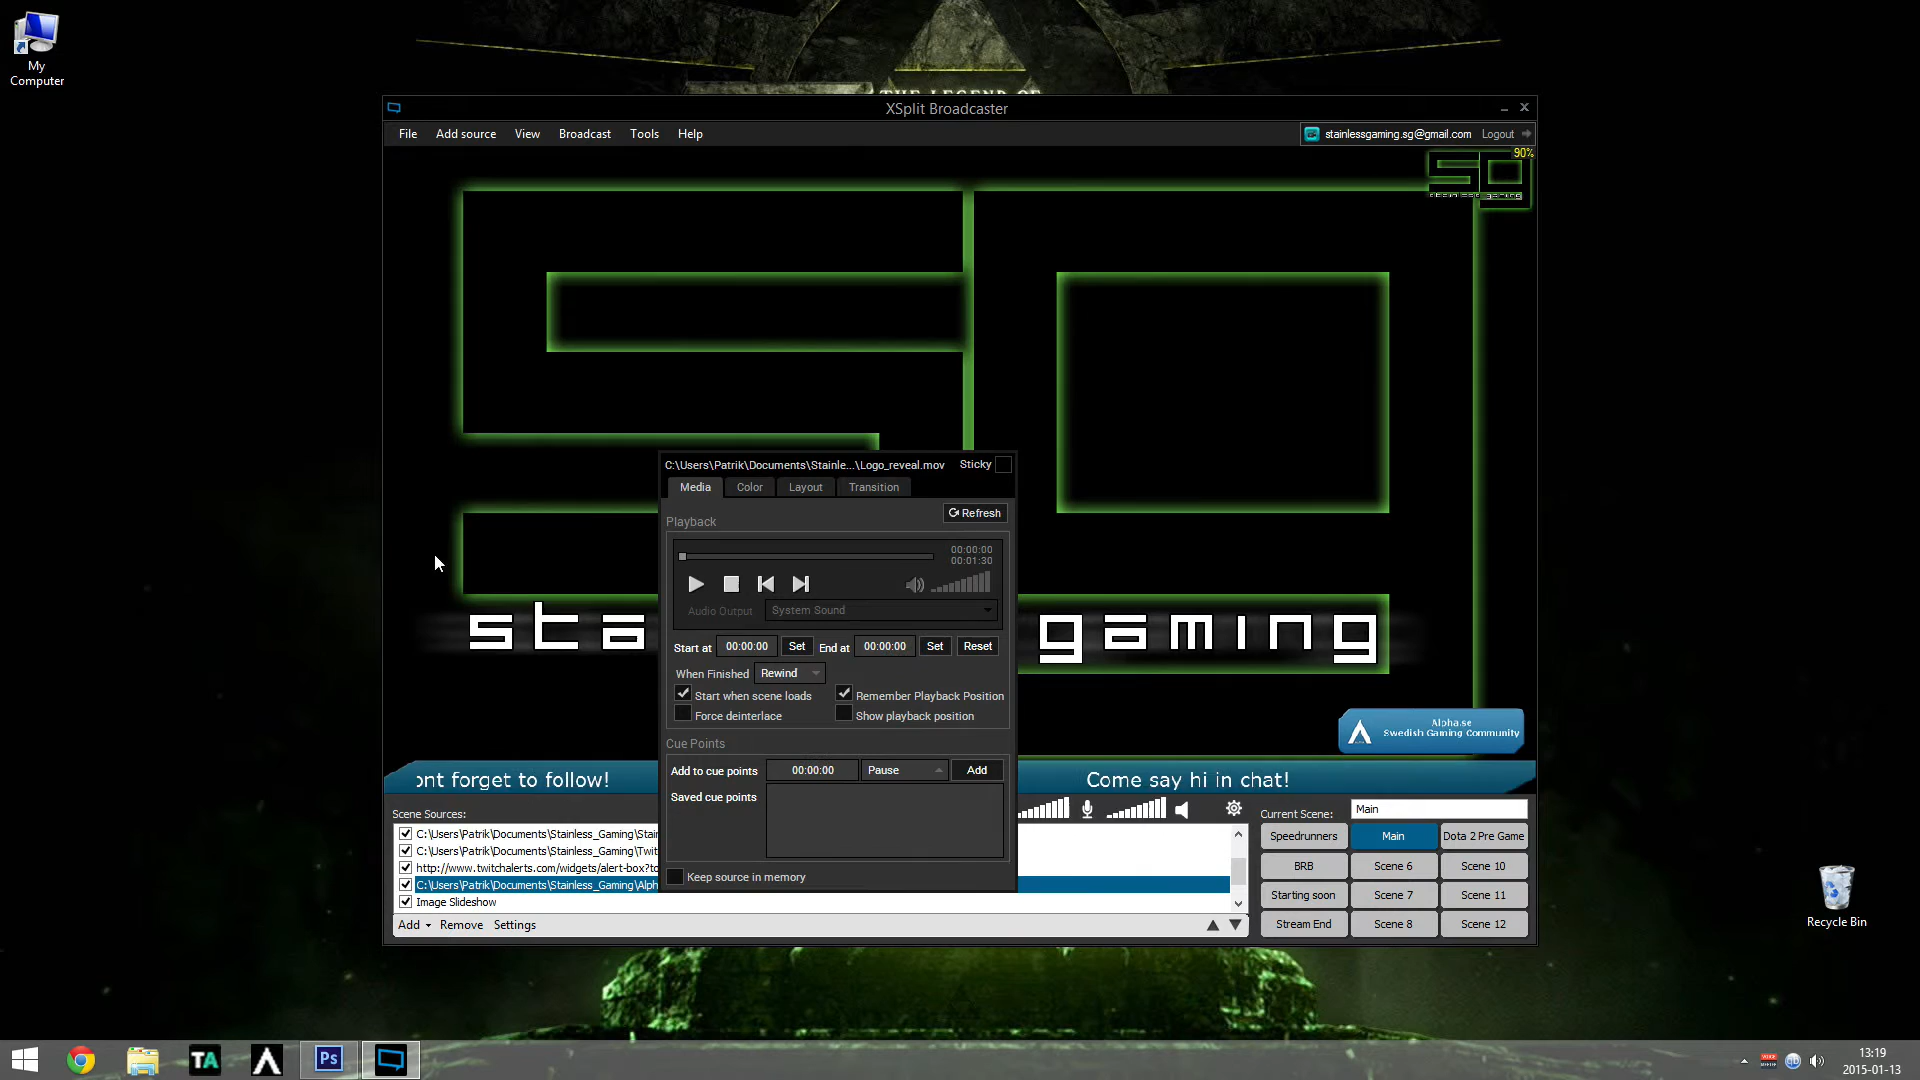 My
Computer
THE LEGEND OF
XSplit Broadcaster
File Add source View Broadcast Tools Help
stainlessgaming.sg@gmail.com Logout
90%
C:\Users\Patrik\Documents\Stainle...\Logo_reveal.mov Sticky
Media Color Layout Transition
Refresh
Playback
00:00:00
00:01:30
Audio Output System Sound
Start at 00:00:00 Set End at 00:00:00 Set Reset
When Finished Rewind
Start when scene loads Remember Playback Position
Force deinterlace Show playback position
Cue Points
Add to cue points 00:00:00 Pause Add
Saved cue points
Keep source in memory
sta gaming
Alpha.se
Swedish Gaming Community
ont forget to follow! Come say hi in chat!
Scene Sources:
C:\Users\Patrik\Documents\Stainless_Gaming\Stain
C:\Users\Patrik\Documents\Stainless_Gaming\Twit
http://www.twitchalerts.com/widgets/alert-box?to
C:\Users\Patrik\Documents\Stainless_Gaming\Alph
Image Slideshow
Add Remove Settings
Current Scene: Main
Speedrunners Main Dota 2 Pre Game
BRB Scene 6 Scene 10
Starting soon Scene 7 Scene 11
Stream End Scene 8 Scene 12
Recycle Bin
TA
Ps
13:19
2015-01-13